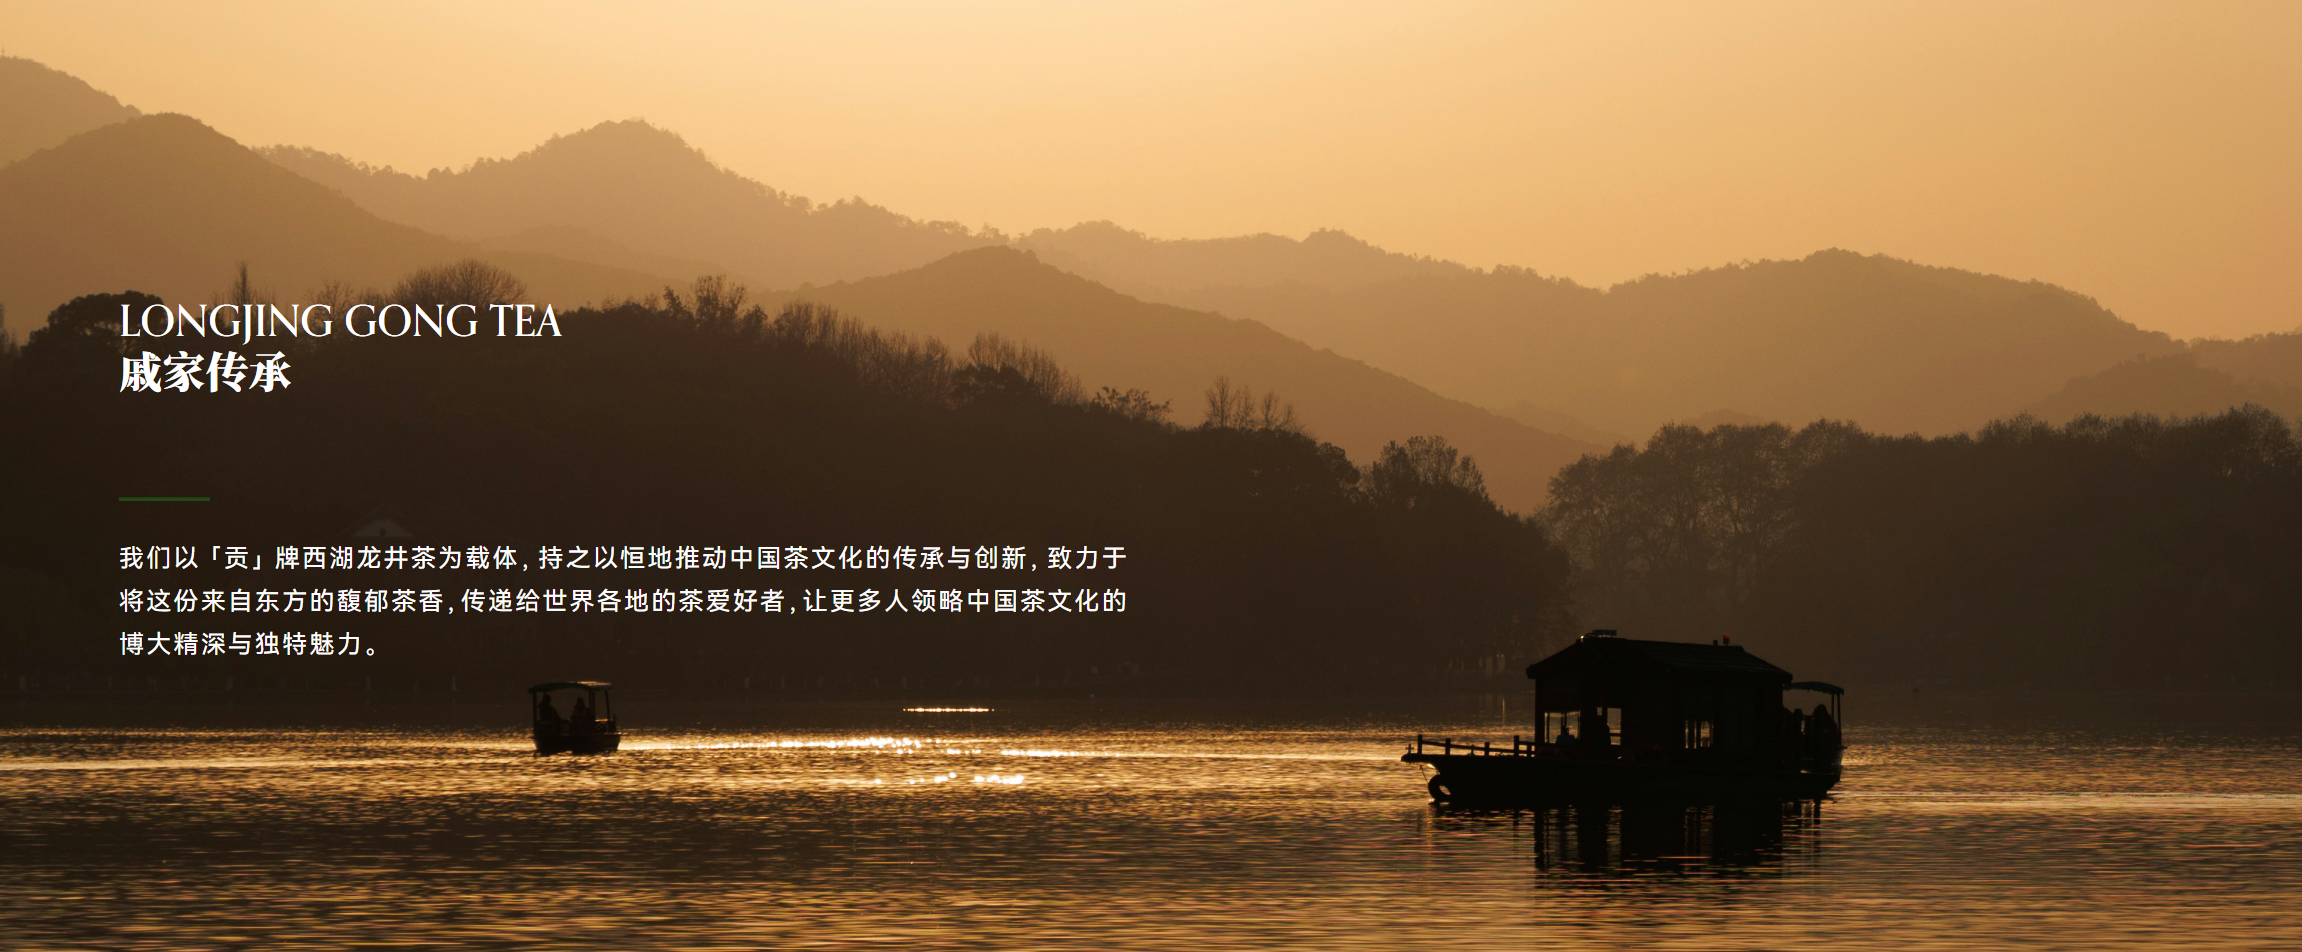 LONGJING GONG TEA
戚家传承
我们以「贡」牌西湖龙井茶为载体,持之以恒地推动中国茶文化的传承与创新,致力于
将这份来自东方的馥郁茶香,传递给世界各地的茶爱好者,让更多人领略中国茶文化的
博大精深与独特魅力。